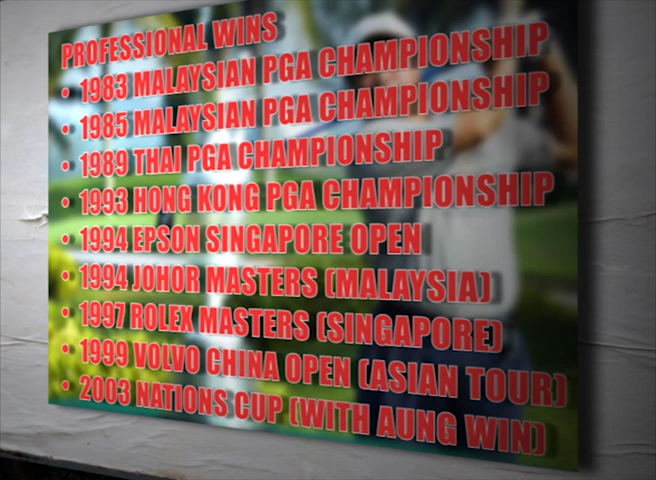 PROFESSIONAL WINS
• 1983 MALAYSIAN PGA CHAMPIONSHIP
• 1985 MALAYSIAN PGA CHAMPIONSHIP
• 1989 THAI PGA CHAMPIONSHIP
• 1993 HONG KONG PGA CHAMPIONSHIP
• 1994 EPSON SINGAPORE OPEN
• 1994 JOHOR MASTERS (MALAYSIA)
• 1997 ROLEX MASTERS (SINGAPORE)
• 1999 VOLVO CHINA OPEN (ASIAN TOUR)
• 2003 NATIONS CUP (WITH AUNG WIN)